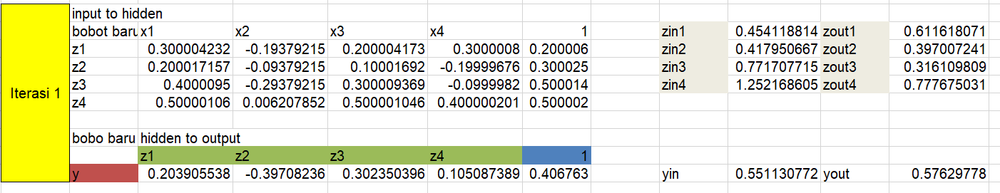 input to hidden
bobot baru x1 x2 x3 x4 1 zin1 0.454118814 zout1 0.611618071
z1 0.300004232 -0.19379215 0.200004173 0.3000008 0.200006 zin2 0.417950667 zout2 0.397007241
z2 0.200017157 -0.09379215 0.10001692 -0.19999676 0.300025 zin3 0.771707715 zout3 0.316109809
z3 0.4000095 -0.29379215 0.300009369 -0.0999982 0.500014 zin4 1.252168605 zout4 0.777675031
Iterasi 1
z4 0.50000106 0.006207852 0.500001046 0.400000201 0.500002
bobo baru hidden to output
z1 z2 z3 z4 1
y 0.203905538 -0.39708236 0.302350396 0.105087389 0.406763 yin 0.551130772 yout 0.57629778